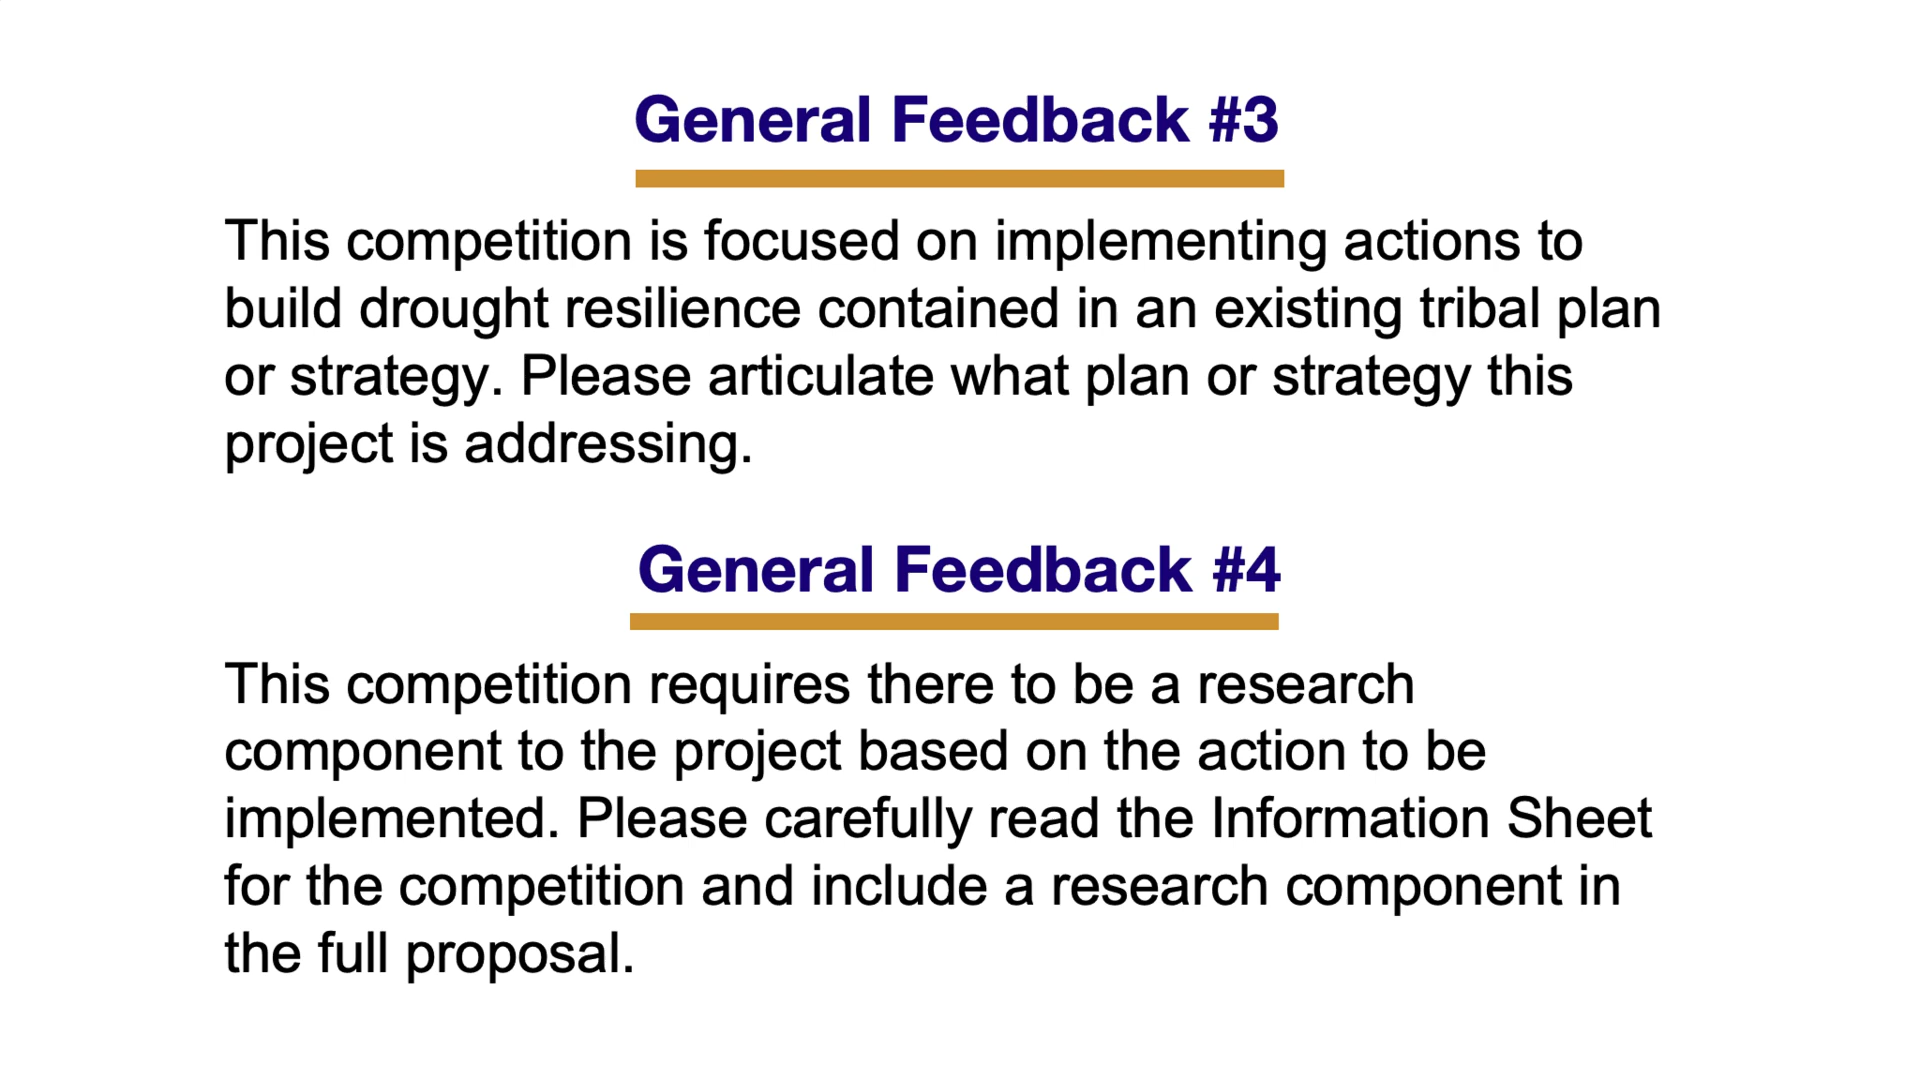 General Feedback #3
This competition is focused on implementing actions to
build drought resilience contained in an existing tribal plan
or strategy. Please articulate what plan or strategy this
project is addressing.
General Feedback #4
This competition requires there to be a research
component to the project based on the action to be
implemented. Please carefully read the Information Sheet
for the competition and include a research component in
the full proposal.